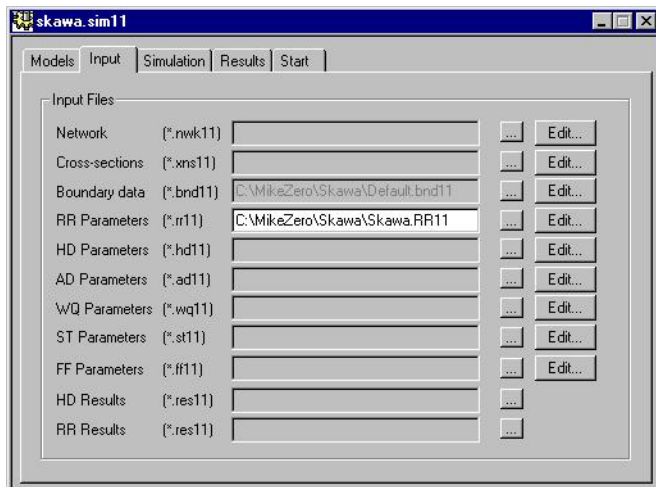 skawa.sim11
Models Input Simulation Results Start
Input Files
Network (*.nwk11) ... Edit...
Cross-sections (*.xns11) ... Edit...
Boundary data (*.bnd11) C:\MikeZero\Skawa\Default.bnd11 ... Edit...
RR Parameters (*.rr11) C:\MikeZero\Skawa\Skawa.RR11 ... Edit...
HD Parameters (*.hd11) ... Edit...
AD Parameters (*.ad11) ... Edit...
WQ Parameters (*.wq11) ... Edit...
ST Parameters (*.st11) ... Edit...
FF Parameters (*.ff11) ... Edit...
HD Results (*.res11) ...
RR Results (*.res11) ...